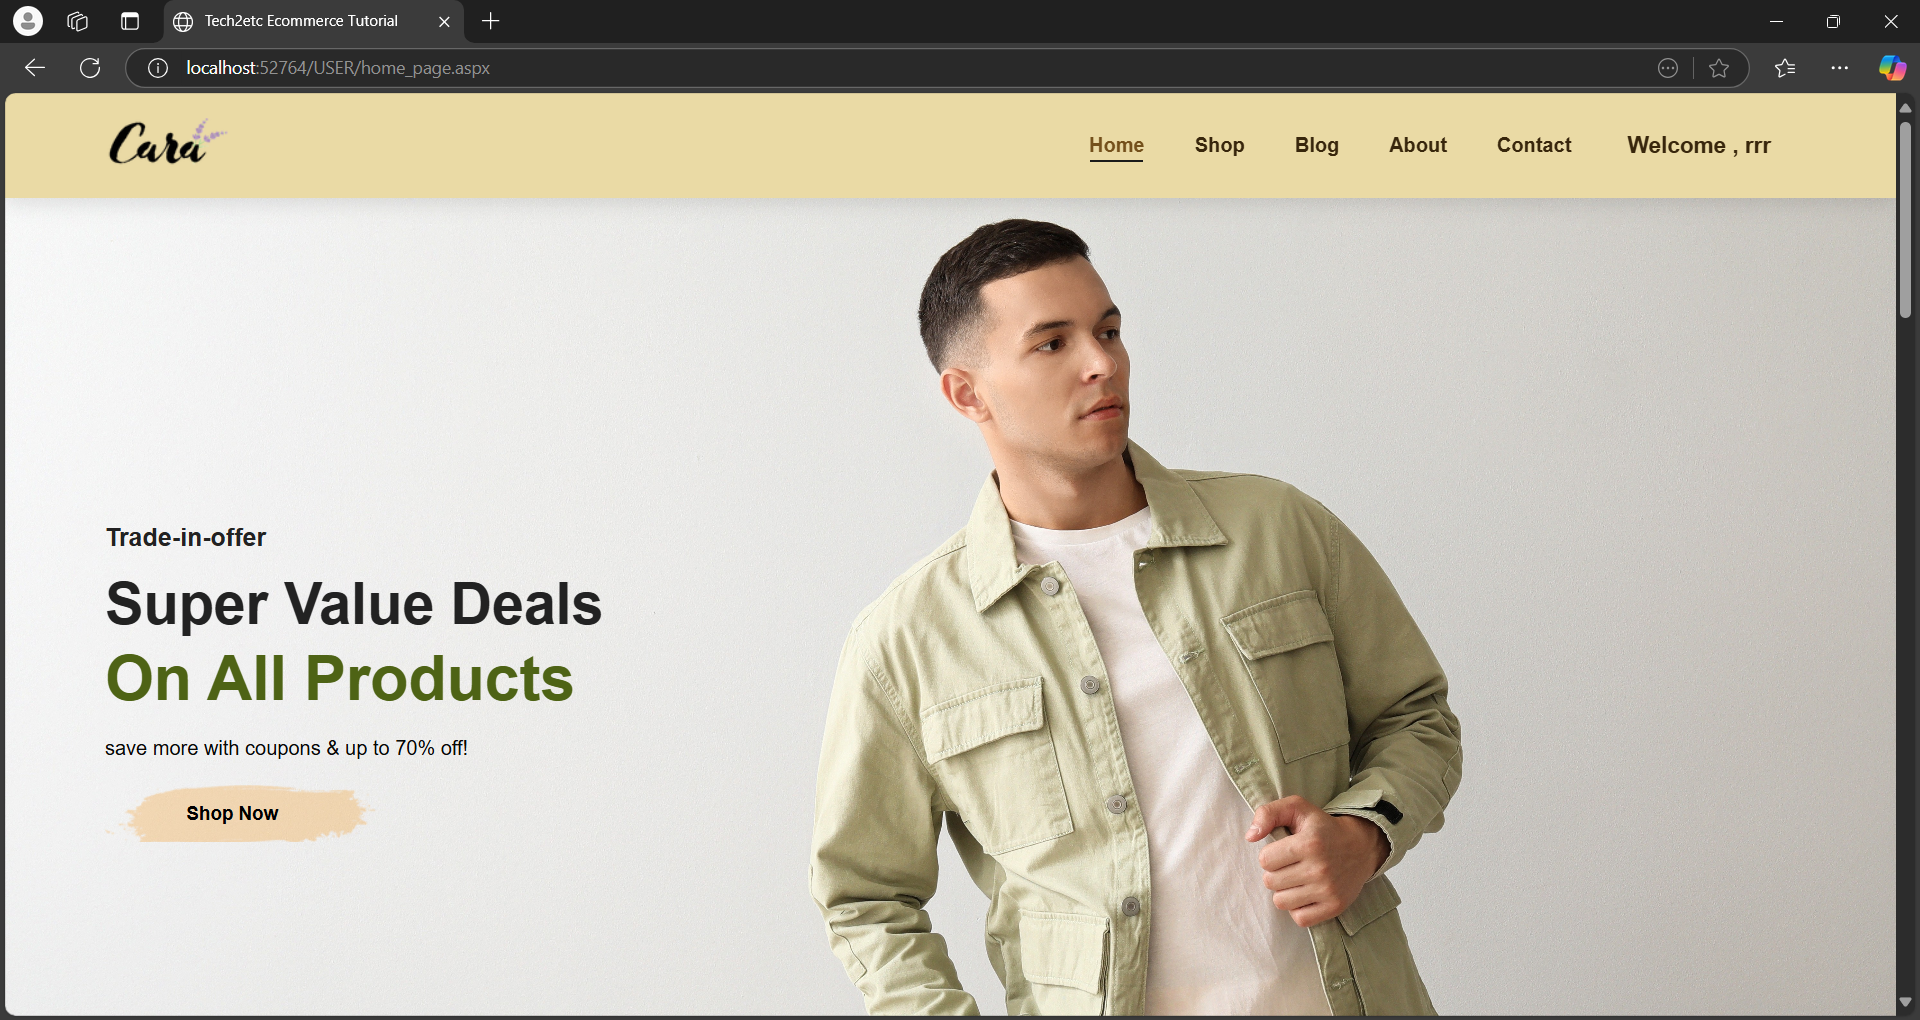 Tech2etc Ecommerce Tutorial
localhost:52764/USER/home_page.aspx
Cara
Home Shop Blog About Contact Welcome , rrr
Trade-in-offer
Super Value Deals
On All Products
save more with coupons & up to 70% off!
Shop Now